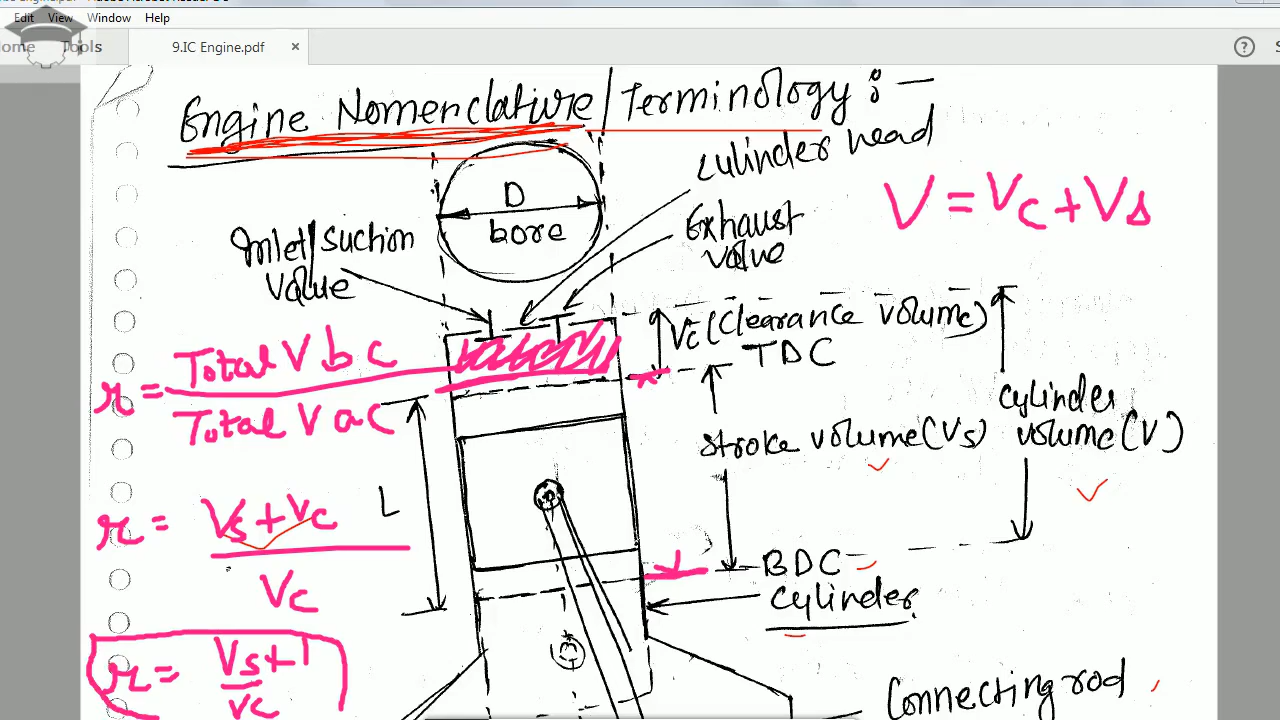 Edit View Window Help
Home Tools 9.IC Engine.pdf × ?
Engine Nomenclature/Terminology :-
cylinder head
D
bore
Inlet/suction
Valve
Exhaust
valve
V = Vc + Vs
Vc (Clearance volume)
TDC
r = Total V b c
Total V a c
stroke volume (Vs)
cylinder
volume (V)
L
r = Vs + Vc
Vc
BDC
cylinder
r = Vs + 1
Vc
Connecting rod